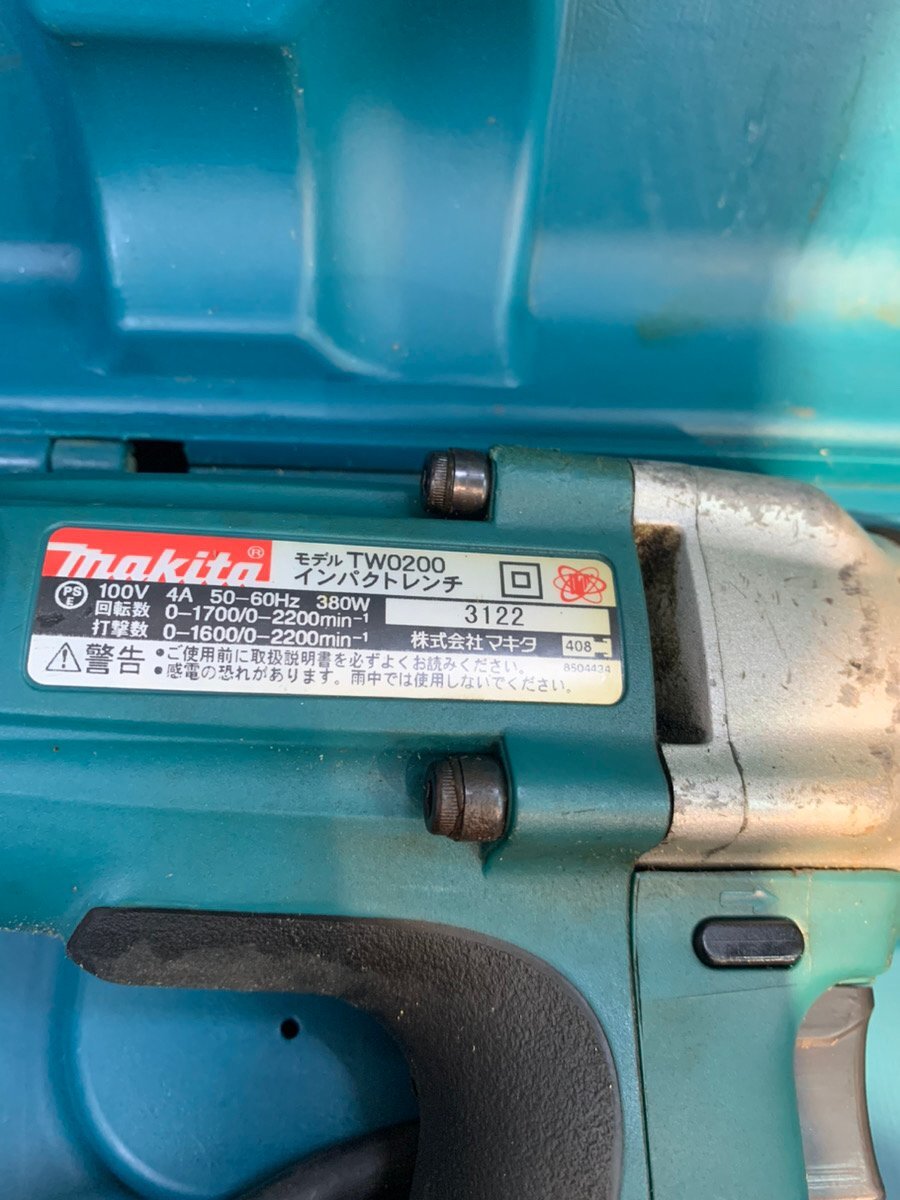 makita® モデル TW0200
インパクトレンチ
PS E 100V 4A 50−60Hz 380W
回転数 0−1700/0−2200min⁻¹ 3122
打撃数 0−1600/0−2200min⁻¹ 株式会社マキタ 408
警告 •ご使用前に取扱説明書を必ずよくお読みください。
•感電の恐れがあります。雨中では使用しないでください。